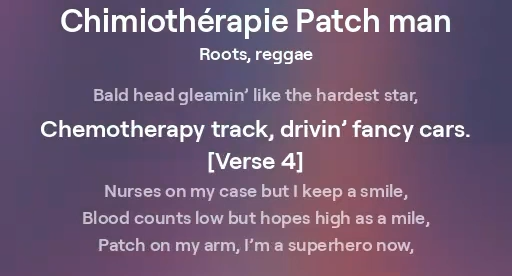 Chimiothérapie Patch man
Roots, reggae
Bald head gleamin’ like the hardest star,
Chemotherapy track, drivin’ fancy cars.
[Verse 4]
Nurses on my case but I keep a smile,
Blood counts low but hopes high as a mile,
Patch on my arm, I’m a superhero now,